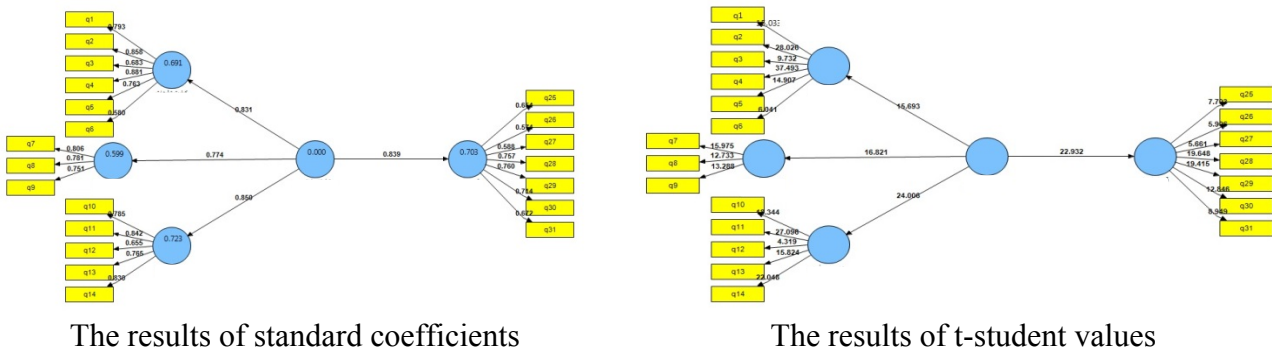 q1
q2
q3
q4
q5
q6
0.793
0.858
0.683
0.881
0.763
0.580
0.691
q7
q8
q9
0.806
0.781
0.751
0.599
q10
q11
q12
q13
q14
0.785
0.842
0.655
0.765
0.830
0.723
0.831
0.774
0.850
0.000
0.839
0.703
0.574
0.588
0.757
0.760
0.714
0.672
q25
q26
q27
q28
q29
q30
q31
The results of standard coefficients
q1
q2
q3
q4
q5
q6
28.026
9.732
37.493
14.907
6.041
q7
q8
q9
15.975
12.733
13.288
q10
q11
q12
q13
q14
27.096
4.319
15.824
22.048
15.693
16.821
24.006
22.932
5.661
19.648
19.415
12.846
8.949
q25
q26
q27
q28
q29
q30
q31
The results of t-student values